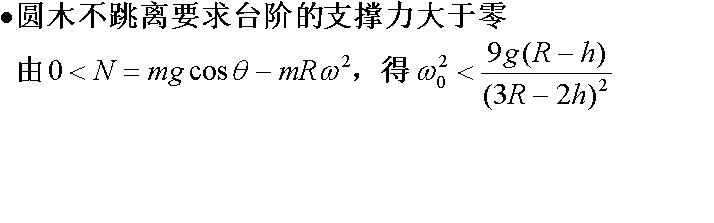 •圆木不跳离要求台阶的支撑力大于零
由 0 < N = mg cos θ − mRω²，得 ω₀² < 9g(R − h) / (3R − 2h)²